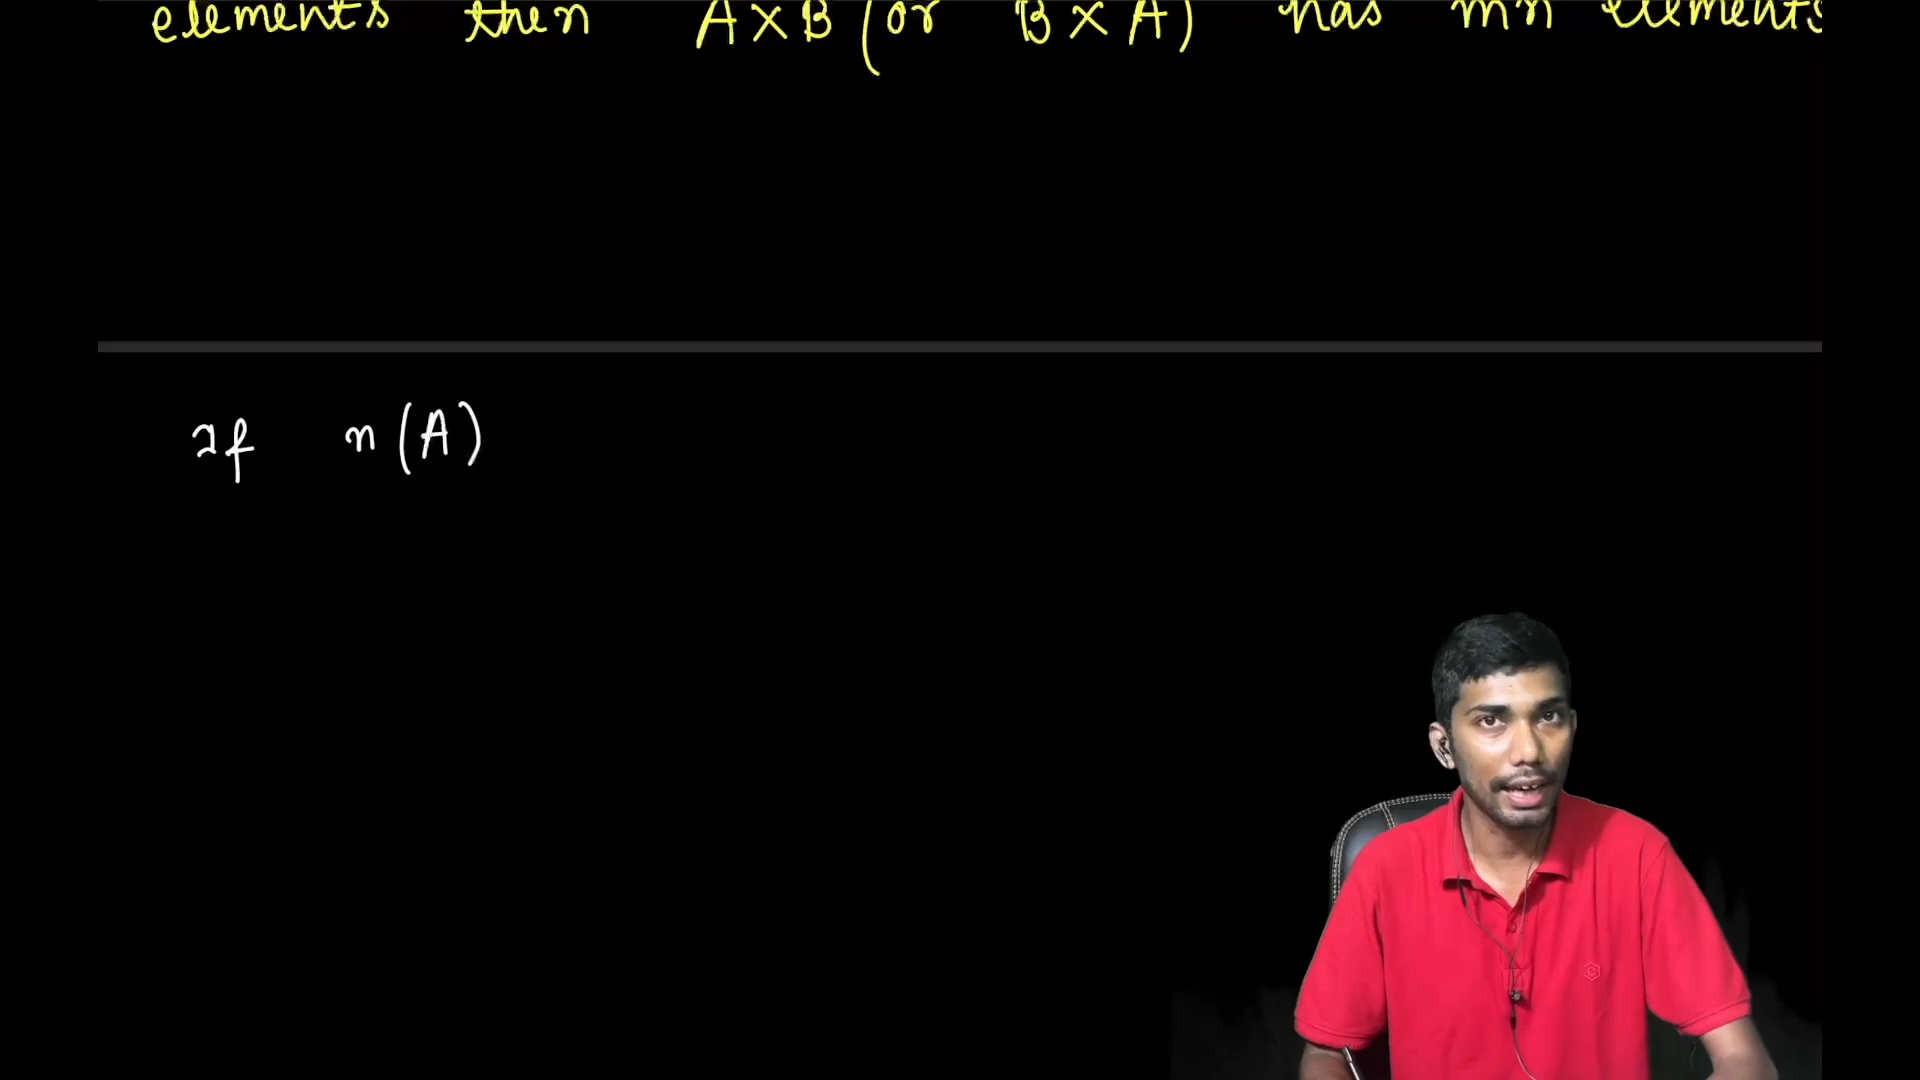 elements then A×B (or B×A) has mn elements
If n(A)